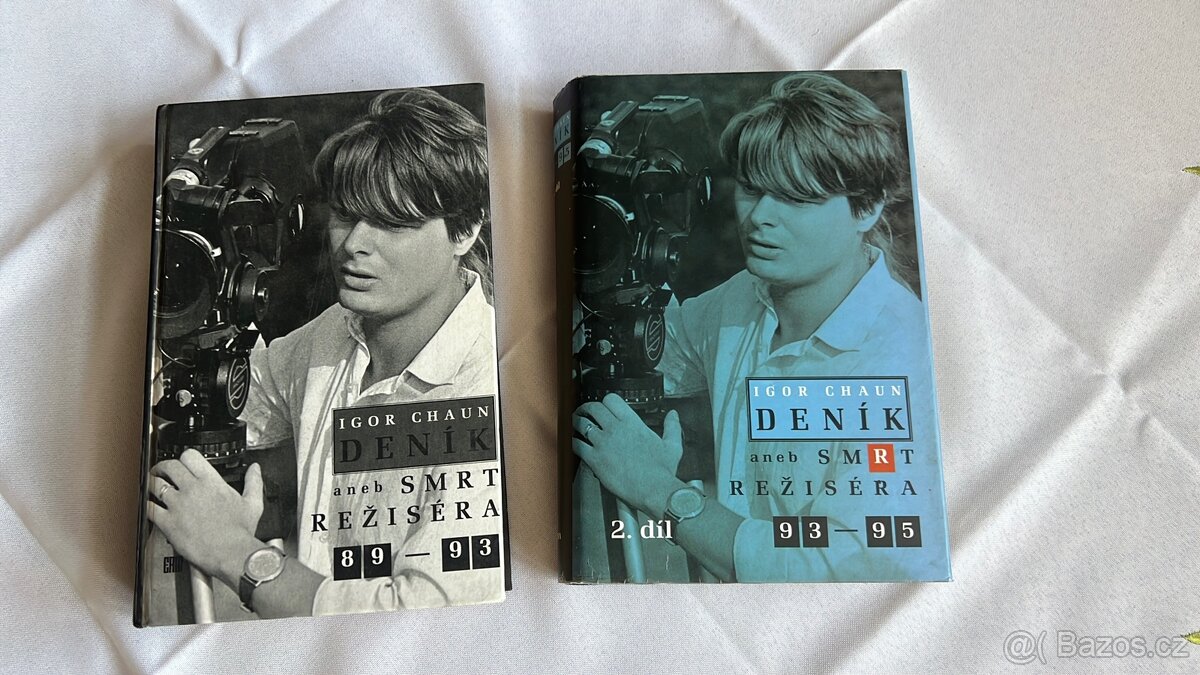 IGOR CHAUN
DENÍK
aneb SMRT
REŽISÉRA
89 — 93
ERM
IGOR CHAUN
DENÍK
aneb SMRT
REŽISÉRA
2. díl
93 — 95
@( Bazos.cz